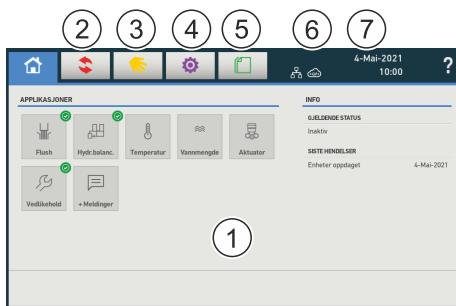 2 3 4 5 6 7
4-Mai-2021
10:00 ?
APPLIKASJONER
Flush Hydr.balanc. Temperatur Vannmengde Aktuator
Vedlikehold +Meldinger
INFO
GJELDENDE STATUS
Inaktiv
SISTE HENDELSER
Enheter oppdaget 4-Mai-2021
1